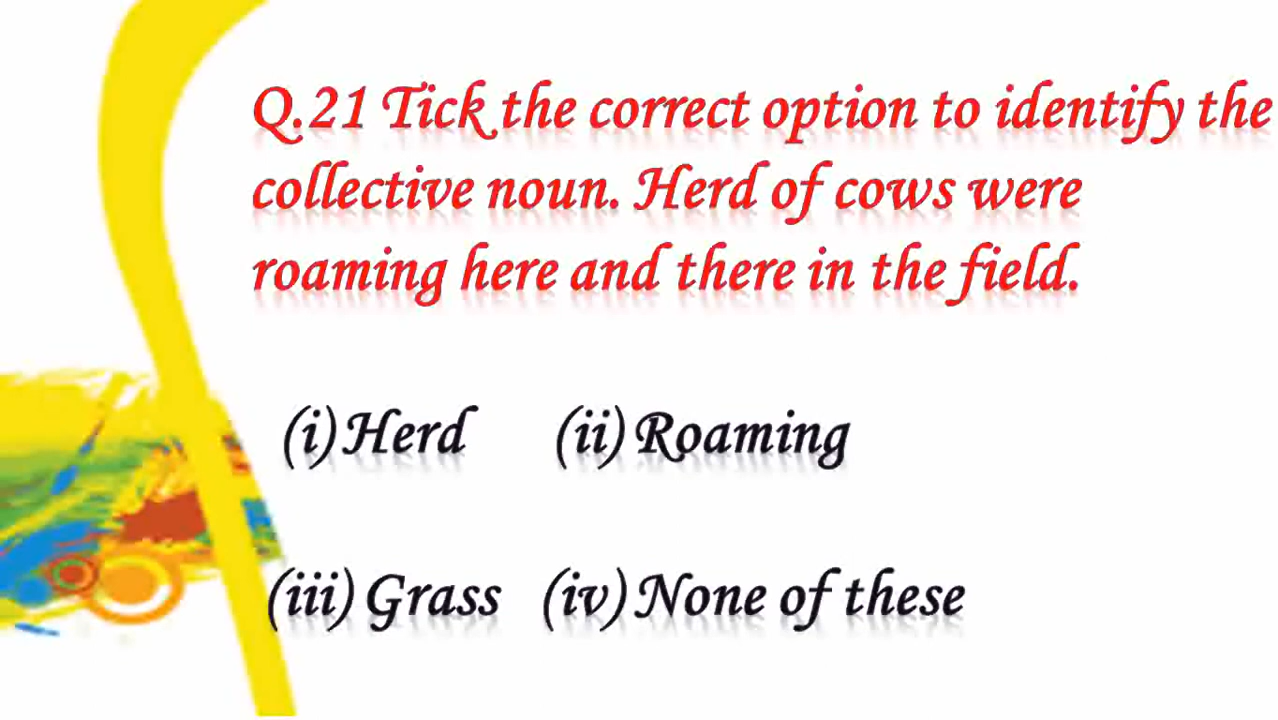 Q.21 Tick the correct option to identify the
collective noun. Herd of cows were
roaming here and there in the field.
(i) Herd (ii) Roaming
(iii) Grass (iv) None of these